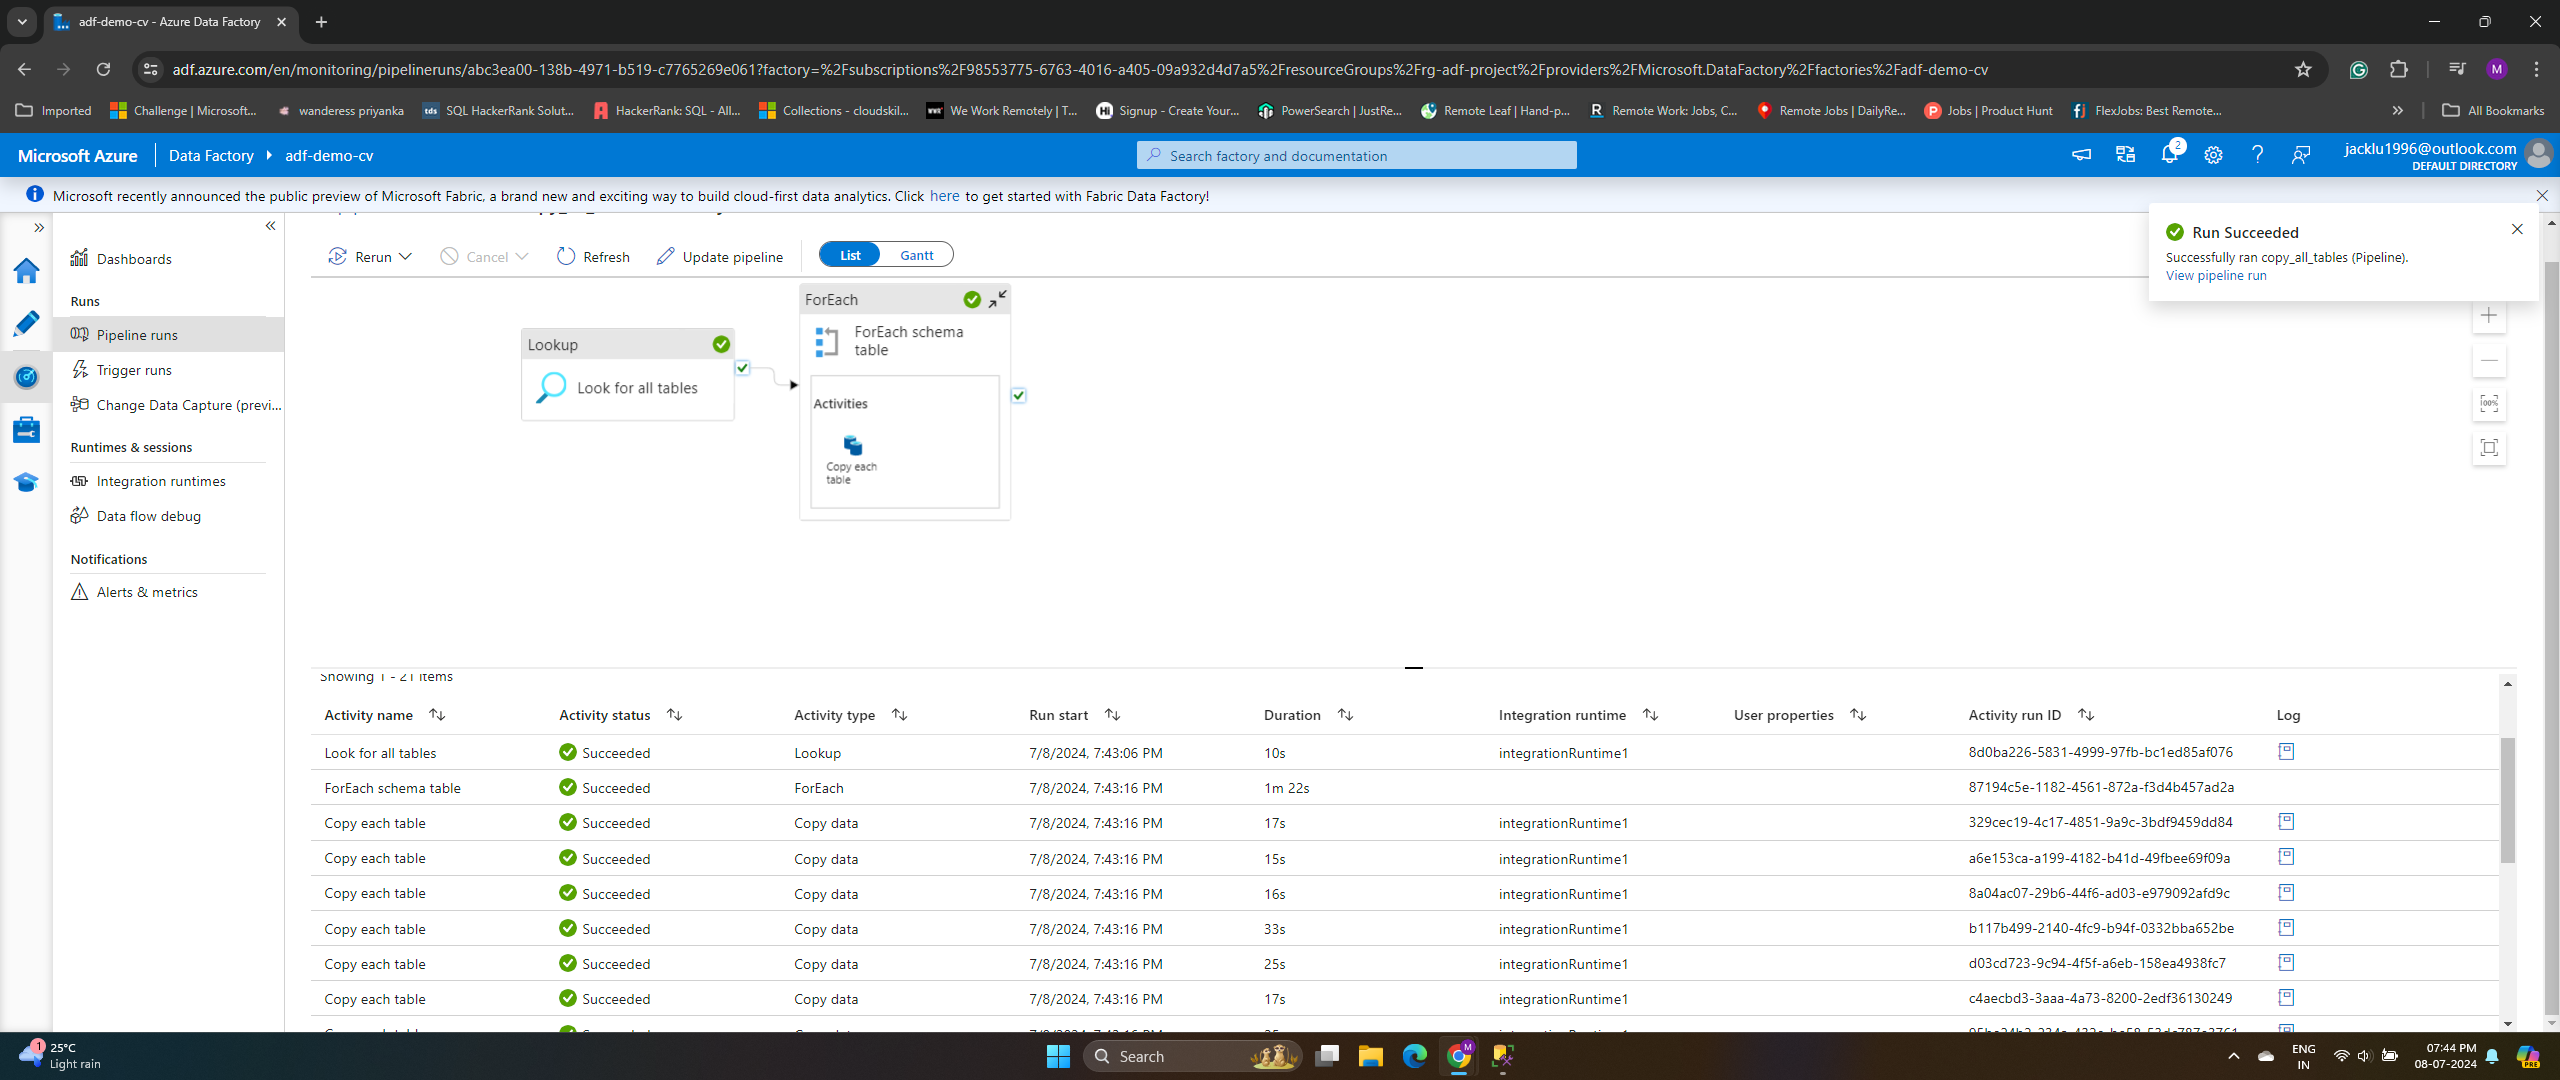 adf-demo-cv - Azure Data Factory
adf.azure.com/en/monitoring/pipelineruns/abc3ea00-138b-4971-b519-c7765269e061?factory=%2Fsubscriptions%2F98553775-6763-4016-a405-09a932d4d7a5%2FresourceGroups%2Frg-adf-project%2Fproviders%2FMicrosoft.DataFactory%2Ffactories%2Fadf-demo-cv
M
Imported
Challenge | Microsoft...
wanderess priyanka
tds SQL HackerRank Solut...
HackerRank: SQL - All...
Collections - cloudskil...
We Work Remotely | T...
Signup - Create Your...
PowerSearch | JustRe...
Remote Leaf | Hand-p...
Remote Work: Jobs, C...
Remote Jobs | DailyRe...
Jobs | Product Hunt
FlexJobs: Best Remote...
All Bookmarks
Microsoft Azure
Data Factory
adf-demo-cv
Search factory and documentation
2
jacklu1996@outlook.com
DEFAULT DIRECTORY
Microsoft recently announced the public preview of Microsoft Fabric, a brand new and exciting way to build cloud-first data analytics. Click here to get started with Fabric Data Factory!
Run Succeeded
Successfully ran copy_all_tables (Pipeline).
View pipeline run
Dashboards
Runs
Pipeline runs
Trigger runs
Change Data Capture (previ...
Runtimes & sessions
Integration runtimes
Data flow debug
Notifications
Alerts & metrics
Rerun
Cancel
Refresh
Update pipeline
List
Gantt
Lookup
Look for all tables
ForEach
ForEach schema
table
Activities
Copy each
table
100%
Showing 1 - 21 items
Activity name Activity status Activity type Run start Duration Integration runtime User properties Activity run ID Log
Look for all tables Succeeded Lookup 7/8/2024, 7:43:06 PM 10s integrationRuntime1 8d0ba226-5831-4999-97fb-bc1ed85af076
ForEach schema table Succeeded ForEach 7/8/2024, 7:43:16 PM 1m 22s 87194c5e-1182-4561-872a-f3d4b457ad2a
Copy each table Succeeded Copy data 7/8/2024, 7:43:16 PM 17s integrationRuntime1 329cec19-4c17-4851-9a9c-3bdf9459dd84
Copy each table Succeeded Copy data 7/8/2024, 7:43:16 PM 15s integrationRuntime1 a6e153ca-a199-4182-b41d-49fbee69f09a
Copy each table Succeeded Copy data 7/8/2024, 7:43:16 PM 16s integrationRuntime1 8a04ac07-29b6-44f6-ad03-e979092afd9c
Copy each table Succeeded Copy data 7/8/2024, 7:43:16 PM 33s integrationRuntime1 b117b499-2140-4fc9-b94f-0332bba652be
Copy each table Succeeded Copy data 7/8/2024, 7:43:16 PM 25s integrationRuntime1 d03cd723-9c94-4f5f-a6eb-158ea4938fc7
Copy each table Succeeded Copy data 7/8/2024, 7:43:16 PM 17s integrationRuntime1 c4aecbd3-3aaa-4a73-8200-2edf36130249
1
25°C
Light rain
Search
M
ENG
IN
07:44 PM
08-07-2024
PRE